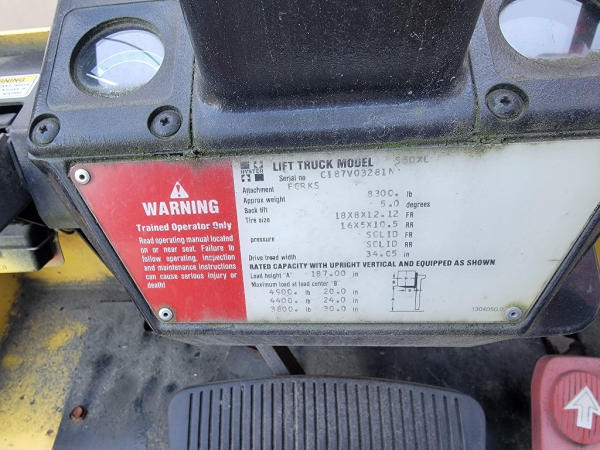 WARNING
WARNING
Trained Operator Only
Read operating manual located
on or near seat. Failure to
follow operating, inspection
and maintenance instructions
can cause serious injury or
death!
HYSTER
LIFT TRUCK MODEL S50XL
Serial no C187V03281N
Attachment FORKS
Approx weight 8300. lb
Back tilt 5.0 degrees
Tire size 18X8X12.12 FR
16X5X10.5 RR
pressure SOLID FR
SOLID RR
Drive tread width 34.05 in
RATED CAPACITY WITH UPRIGHT VERTICAL AND EQUIPPED AS SHOWN
Load height "A" 187.00 in
Maximum load at load center "B"
4900. lb 20.0 in
4400. lb 24.0 in
3800. lb 30.0 in